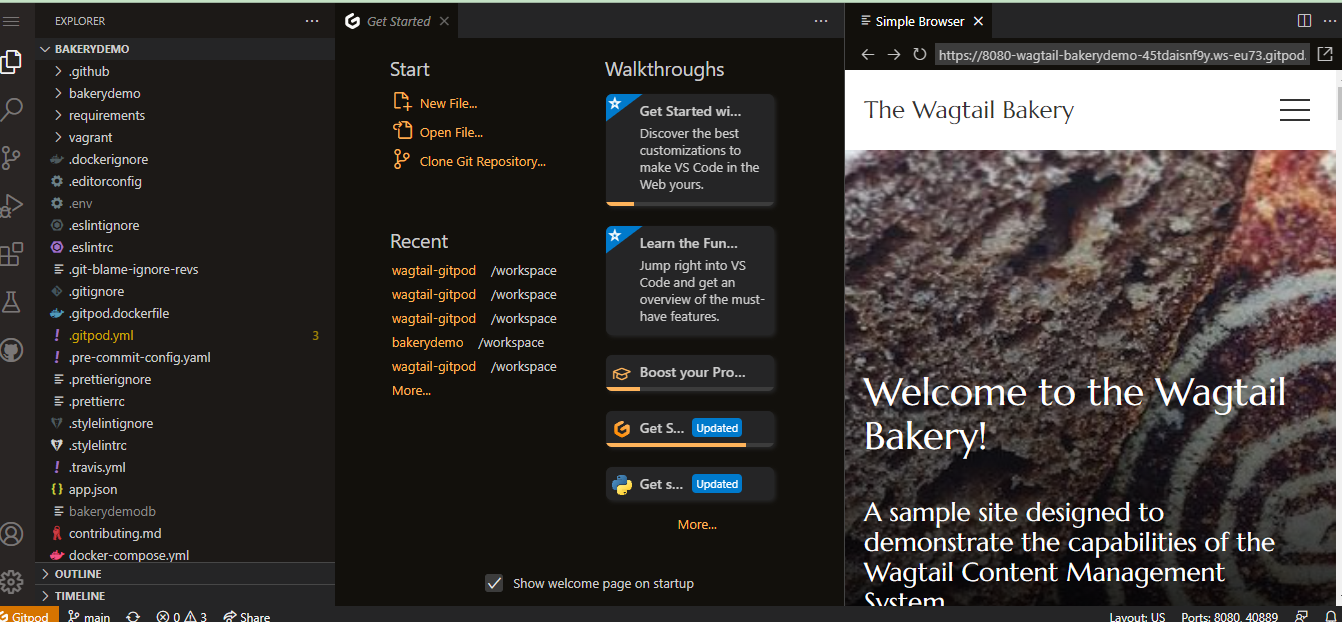 EXPLORER
BAKERYDEMO
.github
bakerydemo
requirements
vagrant
.dockerignore
.editorconfig
.env
.eslintignore
.eslintrc
.git-blame-ignore-revs
.gitignore
.gitpod.dockerfile
.gitpod.yml 3
.pre-commit-config.yaml
.prettierignore
.prettierrc
.stylelintignore
.stylelintrc
.travis.yml
app.json
bakerydemodb
contributing.md
docker-compose.yml
OUTLINE
TIMELINE
Get Started
Start
New File...
Open File...
Clone Git Repository...
Recent
wagtail-gitpod /workspace
wagtail-gitpod /workspace
wagtail-gitpod /workspace
bakerydemo /workspace
wagtail-gitpod /workspace
More...
Walkthroughs
Get Started wi...
Discover the best
customizations to
make VS Code in the
Web yours.
Learn the Fun...
Jump right into VS
Code and get an
overview of the must-
have features.
Boost your Pro...
Get S... Updated
Get s... Updated
More...
Show welcome page on startup
Simple Browser
https://8080-wagtail-bakerydemo-45tdaisnf9y.ws-eu73.gitpod.
The Wagtail Bakery
Welcome to the Wagtail
Bakery!
A sample site designed to
demonstrate the capabilities of the
Wagtail Content Management
System
Gitpod main 0 3 Share Layout: US Ports: 8080, 40889